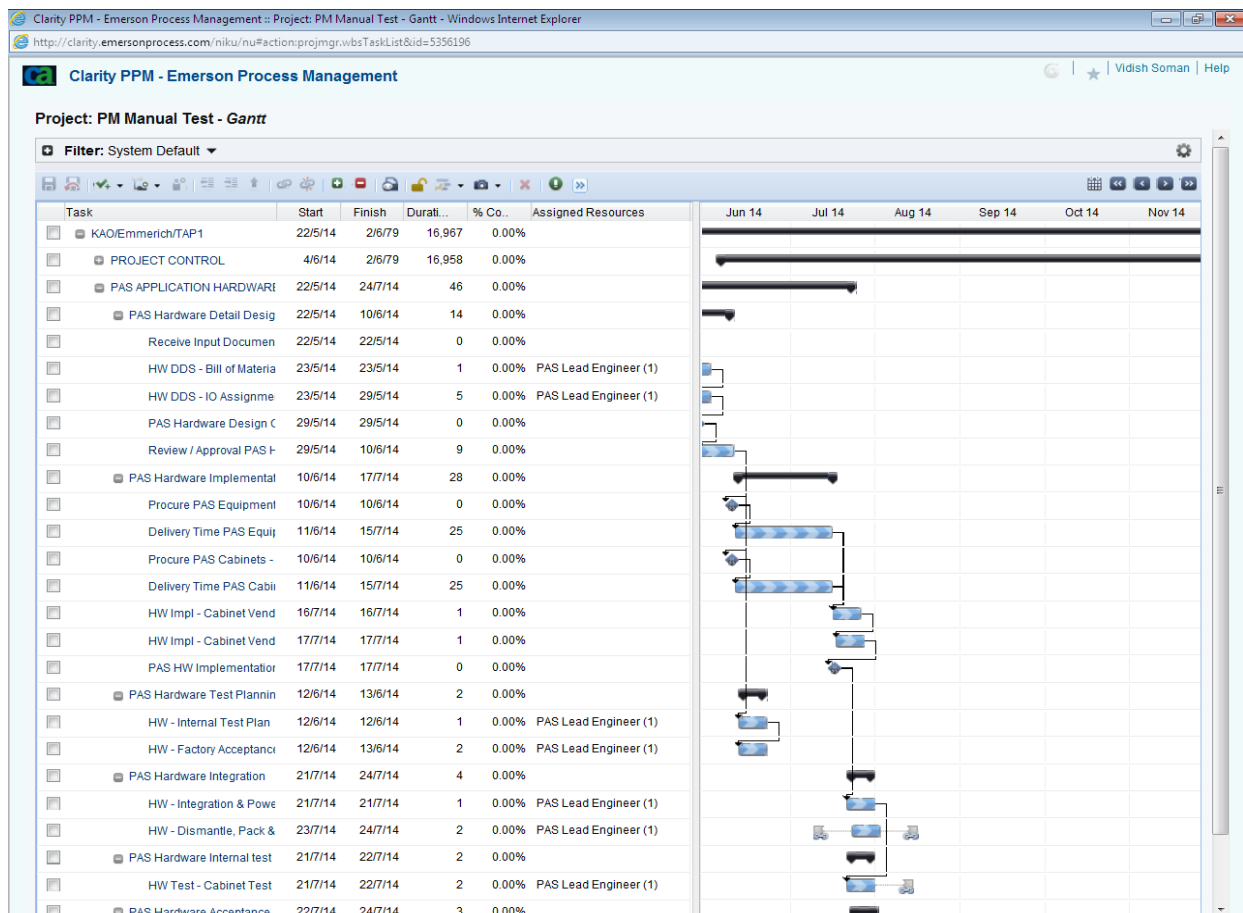 Clarity PPM - Emerson Process Management :: Project: PM Manual Test - Gantt - Windows Internet Explorer
http://clarity.emersonprocess.com/niku/nu#action:projmgr.wbsTaskList&id=5356196
ca Clarity PPM - Emerson Process Management Vidish Soman Help
Project: PM Manual Test - Gantt
Filter: System Default
Task Start Finish Durati... % Co... Assigned Resources Jun 14 Jul 14 Aug 14 Sep 14 Oct 14 Nov 14
KAO/Emmerich/TAP1 22/5/14 2/6/79 16,967 0.00%
PROJECT CONTROL 4/6/14 2/6/79 16,958 0.00%
PAS APPLICATION HARDWARE 22/5/14 24/7/14 46 0.00%
PAS Hardware Detail Desig 22/5/14 10/6/14 14 0.00%
Receive Input Documen 22/5/14 22/5/14 0 0.00%
HW DDS - Bill of Materia 23/5/14 23/5/14 1 0.00% PAS Lead Engineer (1)
HW DDS - IO Assignme 23/5/14 29/5/14 5 0.00% PAS Lead Engineer (1)
PAS Hardware Design C 29/5/14 29/5/14 0 0.00%
Review / Approval PAS H 29/5/14 10/6/14 9 0.00%
PAS Hardware Implementat 10/6/14 17/7/14 28 0.00%
Procure PAS Equipment 10/6/14 10/6/14 0 0.00%
Delivery Time PAS Equip 11/6/14 15/7/14 25 0.00%
Procure PAS Cabinets - 10/6/14 10/6/14 0 0.00%
Delivery Time PAS Cabi 11/6/14 15/7/14 25 0.00%
HW Impl - Cabinet Vend 16/7/14 16/7/14 1 0.00%
HW Impl - Cabinet Vend 17/7/14 17/7/14 1 0.00%
PAS HW Implementation 17/7/14 17/7/14 0 0.00%
PAS Hardware Test Plannin 12/6/14 13/6/14 2 0.00%
HW - Internal Test Plan 12/6/14 12/6/14 1 0.00% PAS Lead Engineer (1)
HW - Factory Acceptance 12/6/14 13/6/14 2 0.00% PAS Lead Engineer (1)
PAS Hardware Integration 21/7/14 24/7/14 4 0.00%
HW - Integration & Powe 21/7/14 21/7/14 1 0.00% PAS Lead Engineer (1)
HW - Dismantle, Pack & 23/7/14 24/7/14 2 0.00% PAS Lead Engineer (1)
PAS Hardware Internal test 21/7/14 22/7/14 2 0.00%
HW Test - Cabinet Test 21/7/14 22/7/14 2 0.00% PAS Lead Engineer (1)
PAS Hardware Acceptance 22/7/14 24/7/14 3 0.00%